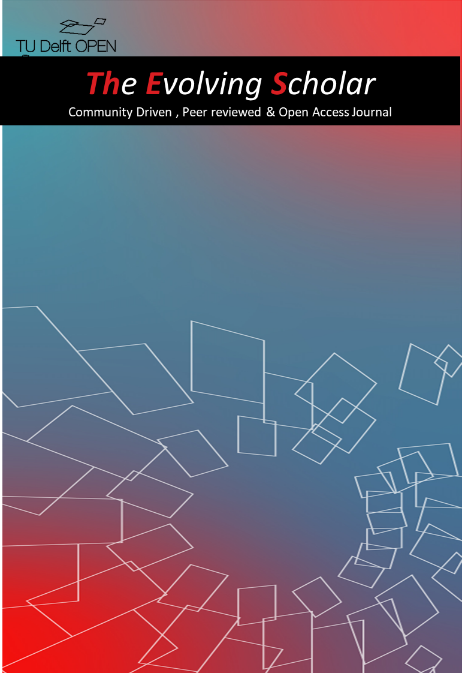 TU Delft OPEN
The Evolving Scholar
Community Driven , Peer reviewed & Open Access Journal